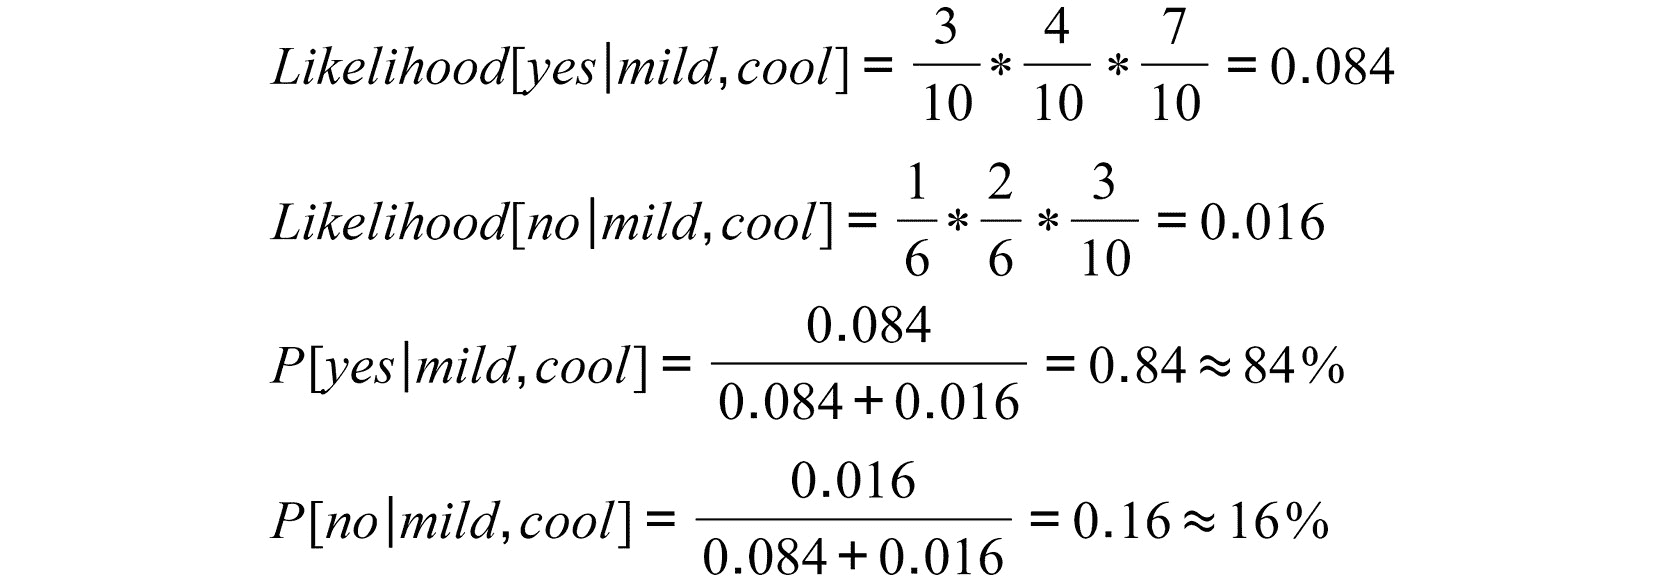 Likelihood[yes|mild,cool] = 3/10 * 4/10 * 7/10 = 0.084
Likelihood[no|mild,cool] = 1/6 * 2/6 * 3/10 = 0.016
P[yes|mild,cool] = 0.084/(0.084+0.016) = 0.84 ≈ 84%
P[no|mild,cool] = 0.016/(0.084+0.016) = 0.16 ≈ 16%